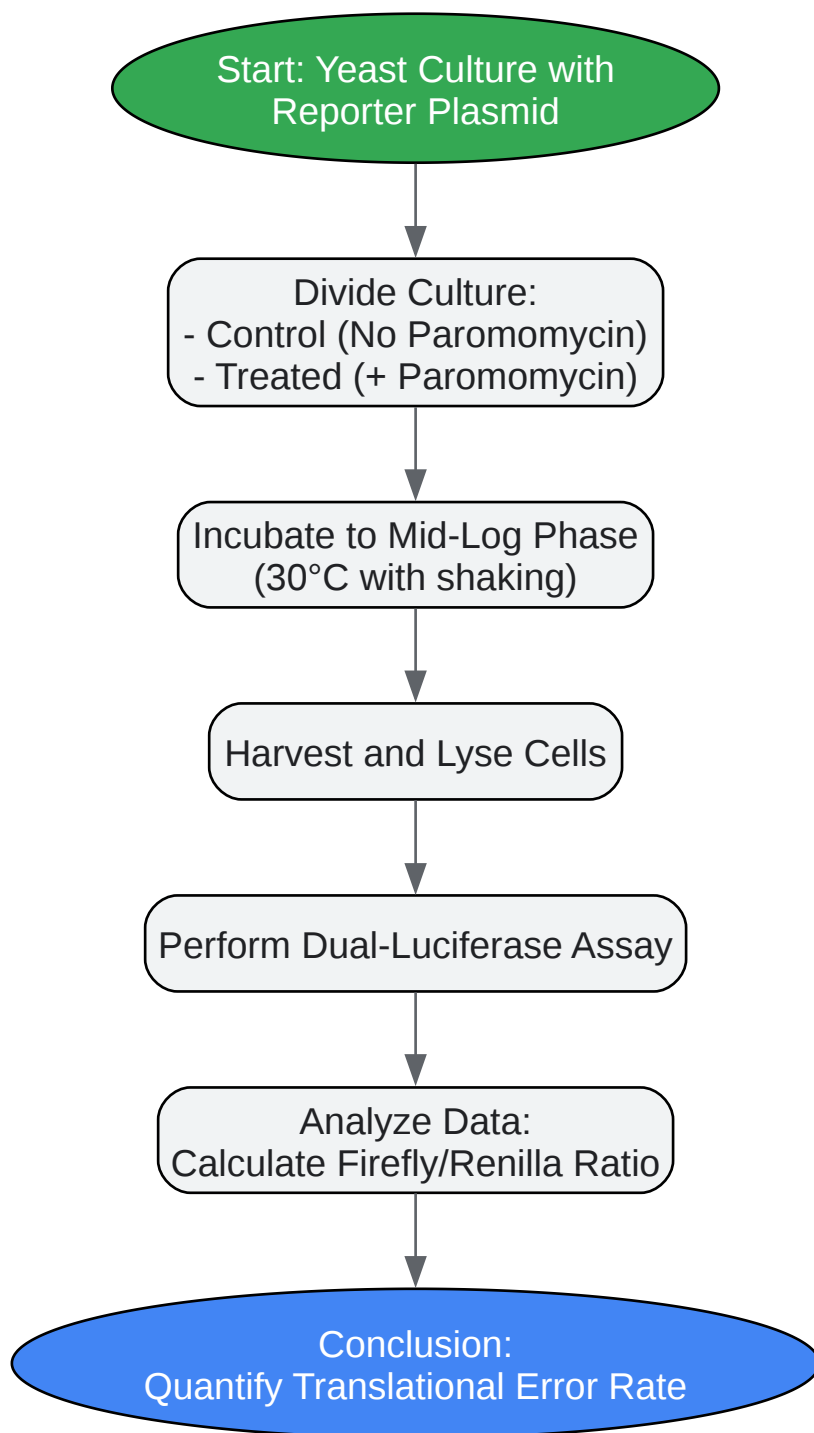 Start: Yeast Culture with
Reporter Plasmid
Divide Culture:
- Control (No Paromomycin)
- Treated (+ Paromomycin)
Incubate to Mid-Log Phase
(30°C with shaking)
Harvest and Lyse Cells
Perform Dual-Luciferase Assay
Analyze Data:
Calculate Firefly/Renilla Ratio
Conclusion:
Quantify Translational Error Rate